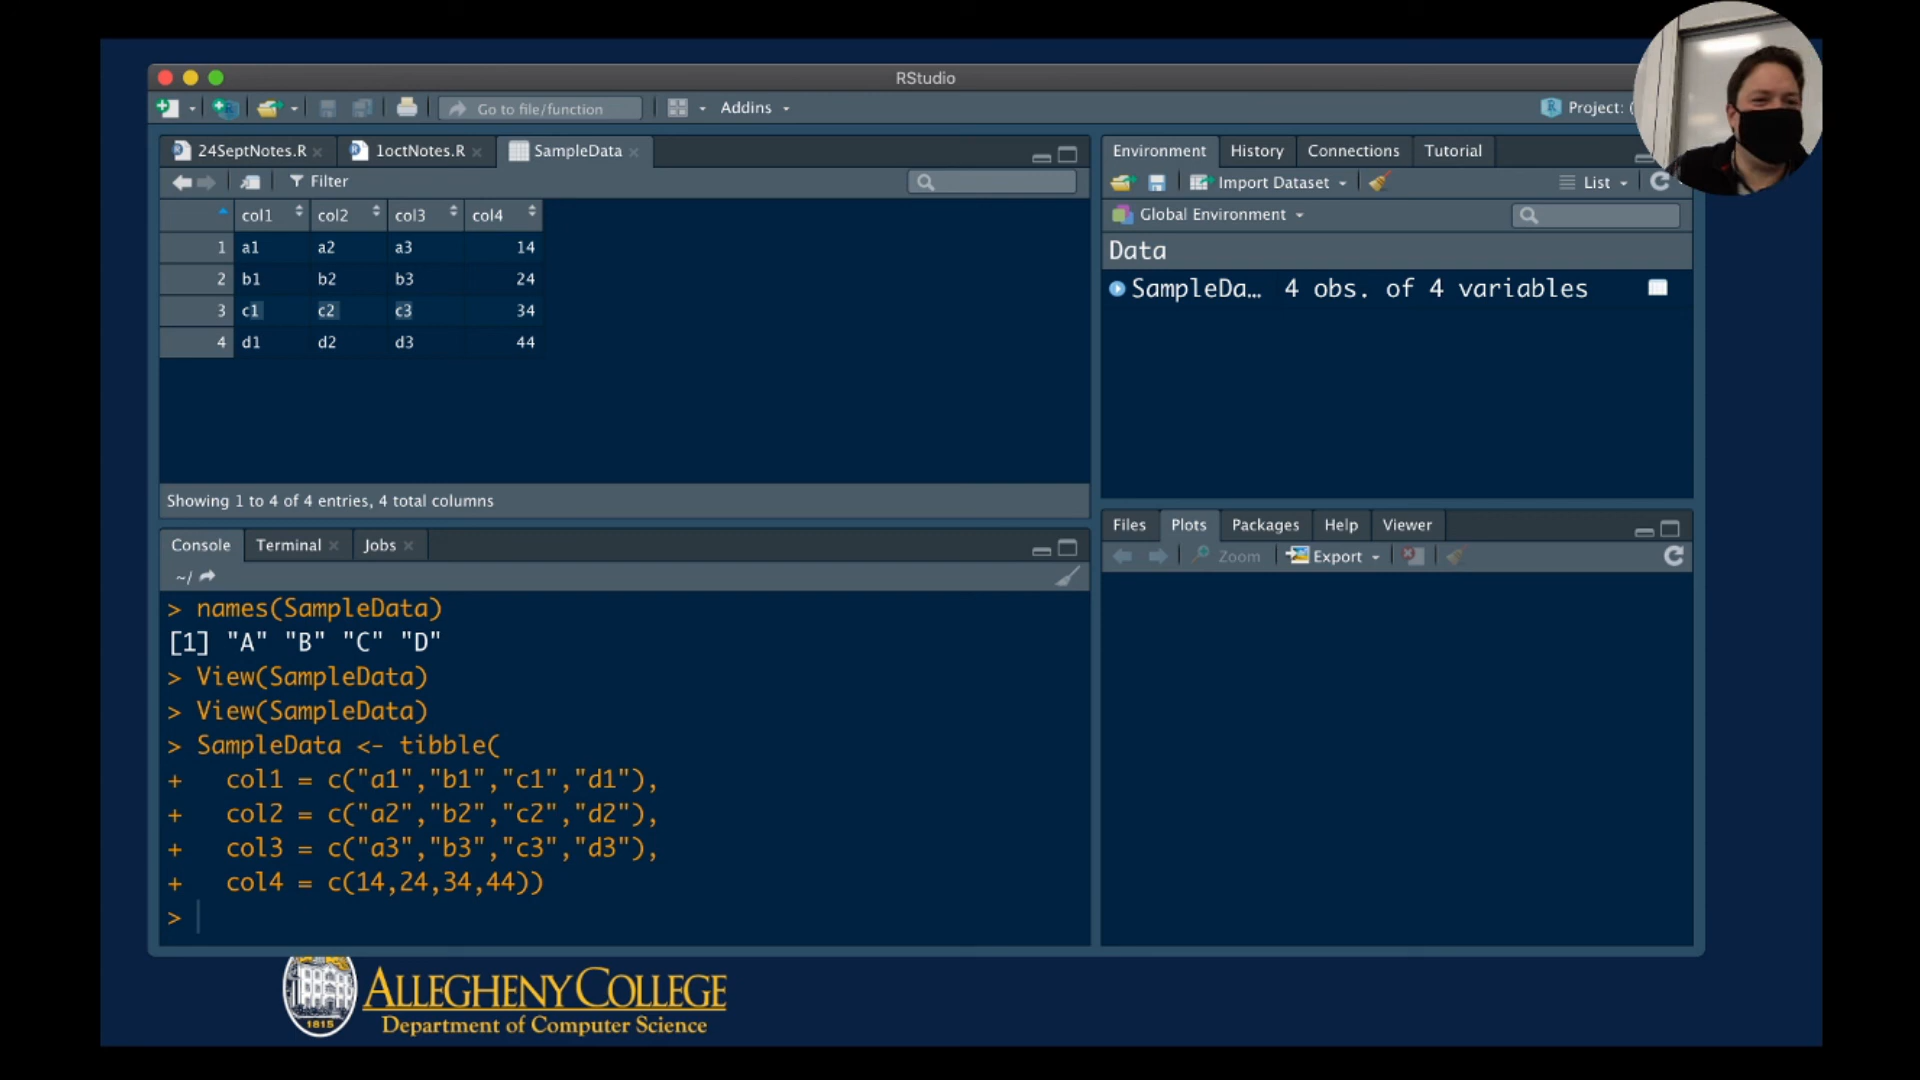 RStudio
Go to file/function
Addins
Project: (
24SeptNotes.R
1octNotes.R
SampleData
Filter
col1 col2 col3 col4
1 a1 a2 a3 14
2 b1 b2 b3 24
3 c1 c2 c3 34
4 d1 d2 d3 44
Showing 1 to 4 of 4 entries, 4 total columns
Environment History Connections Tutorial
Import Dataset
List
Global Environment
Data
SampleDa… 4 obs. of 4 variables
Console Terminal Jobs
~/
> names(SampleData)
[1] "A" "B" "C" "D"
> View(SampleData)
> View(SampleData)
> SampleData <- tibble(
+ col1 = c("a1","b1","c1","d1"),
+ col2 = c("a2","b2","c2","d2"),
+ col3 = c("a3","b3","c3","d3"),
+ col4 = c(14,24,34,44))
>
Files Plots Packages Help Viewer
Zoom
Export
1815
ALLEGHENY COLLEGE
Department of Computer Science